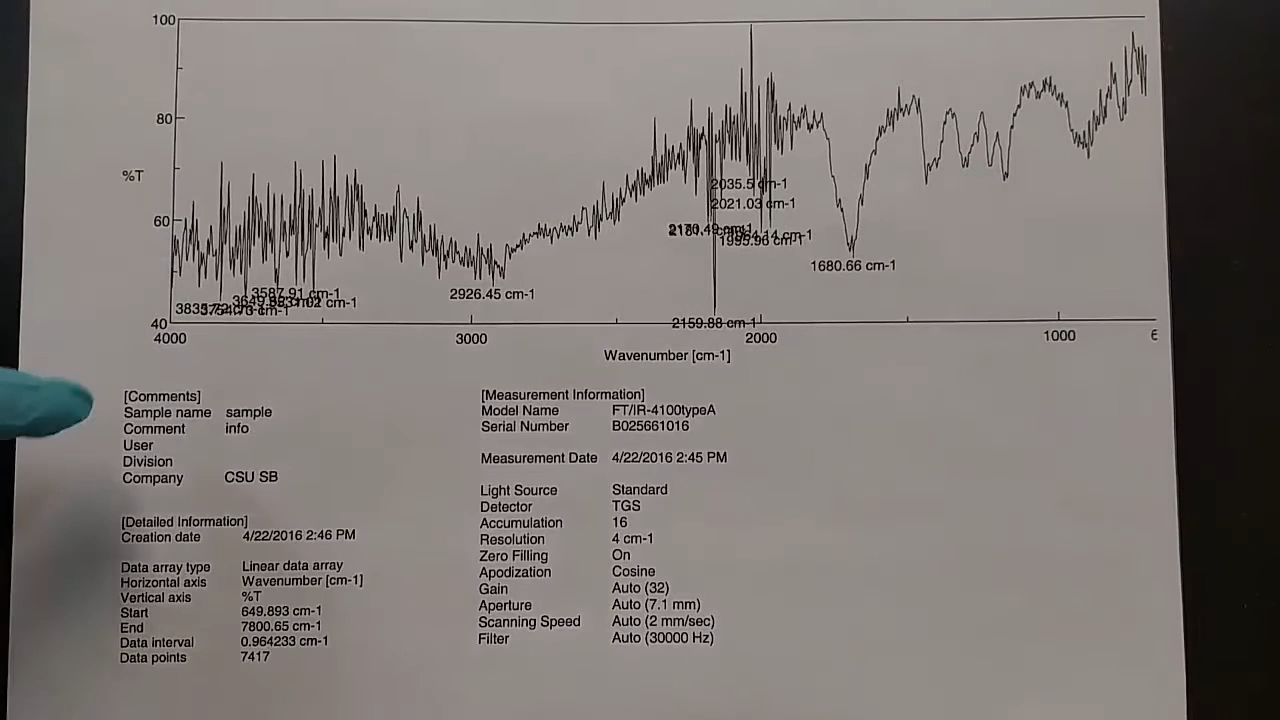 100
80
%T
60
40
2035.5 cm-1
2021.03 cm-1
1995.96 cm-1
1680.66 cm-1
3587.91 cm-1
2926.45 cm-1
2159.88 cm-1
4000 3000 2000 1000
Wavenumber [cm-1]
[Comments]
Sample name sample
Comment info
User
Division
Company CSU SB
[Detailed Information]
Creation date 4/22/2016 2:46 PM
Data array type Linear data array
Horizontal axis Wavenumber [cm-1]
Vertical axis %T
Start 649.893 cm-1
End 7800.65 cm-1
Data interval 0.964233 cm-1
Data points 7417
[Measurement Information]
Model Name FT/IR-4100typeA
Serial Number B025661016
Measurement Date 4/22/2016 2:45 PM
Light Source Standard
Detector TGS
Accumulation 16
Resolution 4 cm-1
Zero Filling On
Apodization Cosine
Gain Auto (32)
Aperture Auto (7.1 mm)
Scanning Speed Auto (2 mm/sec)
Filter Auto (30000 Hz)